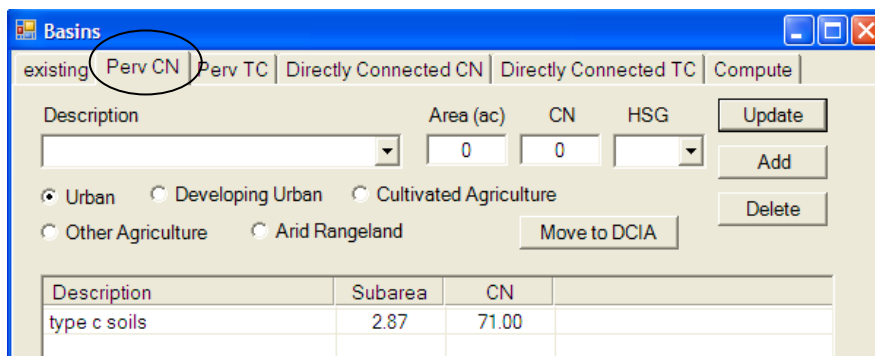 Basins
existing Perv CN Perv TC Directly Connected CN Directly Connected TC Compute
Description Area (ac) CN HSG Update
0 0
Add
Urban Developing Urban Cultivated Agriculture
Delete
Other Agriculture Arid Rangeland Move to DCIA
Description Subarea CN
type c soils 2.87 71.00